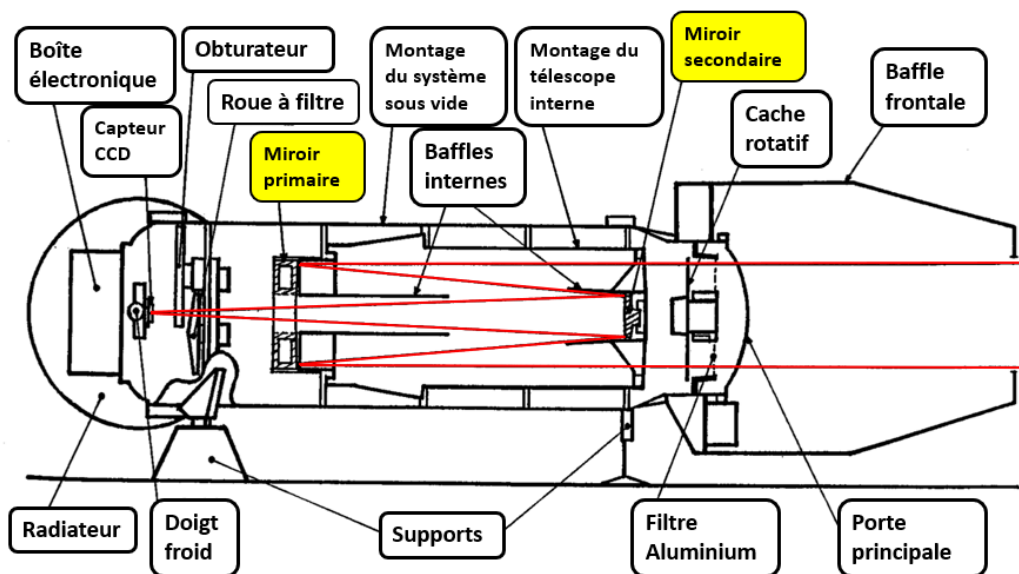 Boîte
électronique
Obturateur
Montage
du système
sous vide
Montage du
télescope
interne
Miroir
secondaire
Baffle
frontale
Capteur
CCD
Roue à filtre
Miroir
primaire
Baffles
internes
Cache
rotatif
Radiateur
Doigt
froid
Supports
Filtre
Aluminium
Porte
principale